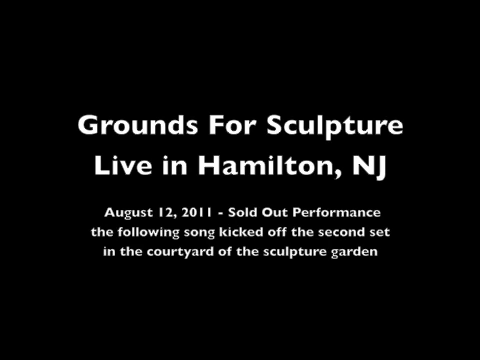 Grounds For Sculpture
Live in Hamilton, NJ
August 12, 2011 - Sold Out Performance
the following song kicked off the second set
in the courtyard of the sculpture garden